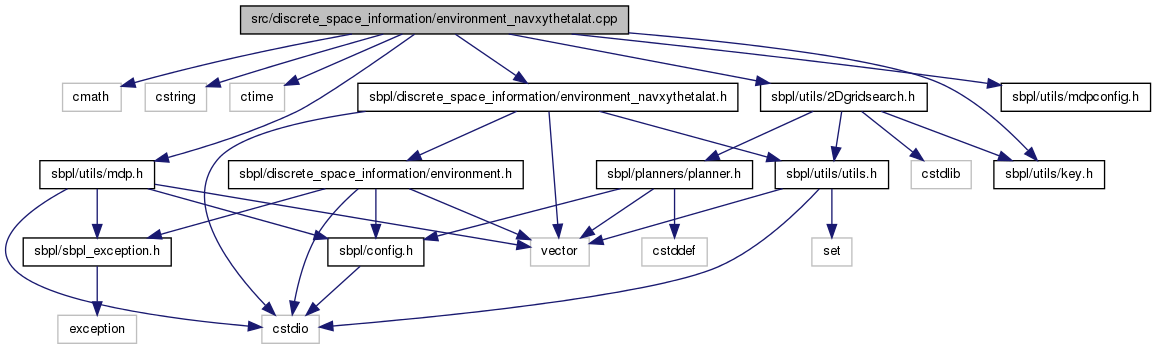 src/discrete_space_information/environment_navxythetalat.cpp
cmath
cstring
ctime
sbpl/discrete_space_information/environment_navxythetalat.h
sbpl/utils/2Dgridsearch.h
sbpl/utils/mdpconfig.h
sbpl/utils/mdp.h
sbpl/discrete_space_information/environment.h
sbpl/planners/planner.h
sbpl/utils/utils.h
cstdlib
sbpl/utils/key.h
sbpl/sbpl_exception.h
sbpl/config.h
vector
cstddef
set
exception
cstdio